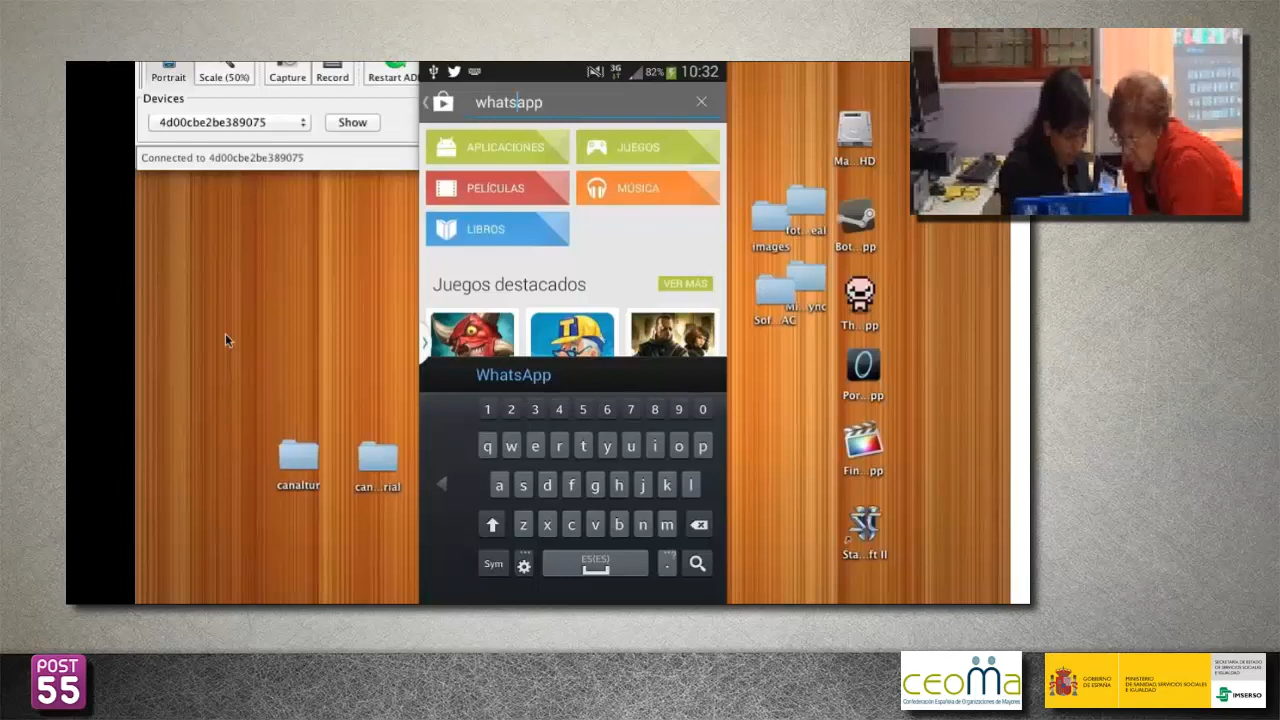 Portrait
Scale (50%)
Capture
Record
Restart AD
Devices
4d00cbe2be389075
Show
Connected to 4d00cbe2be389075
3G
82%
10:32
whatsapp
APLICACIONES
JUEGOS
PELÍCULAS
MÚSICA
LIBROS
Juegos destacados
VER MÁS
WhatsApp
1 2 3 4 5 6 7 8 9 0
q w e r t y u i o p
a s d f g h j k l
z x c v b n m
Sym
ES(ES)
.
Ma...HD
fot...eal
images
Bot...pp
Mi...ync
Sof...AC
Th...pp
Por...pp
Fin...pp
canaltur
can...rial
Sta...ft II
POST
55
ceoma
Confederación Española de Organizaciones de Mayores
GOBIERNO
DE ESPAÑA
MINISTERIO
DE SANIDAD, SERVICIOS SOCIALES
E IGUALDAD
SECRETARÍA DE ESTADO
DE SERVICIOS SOCIALES
E IGUALDAD
IMSERSO